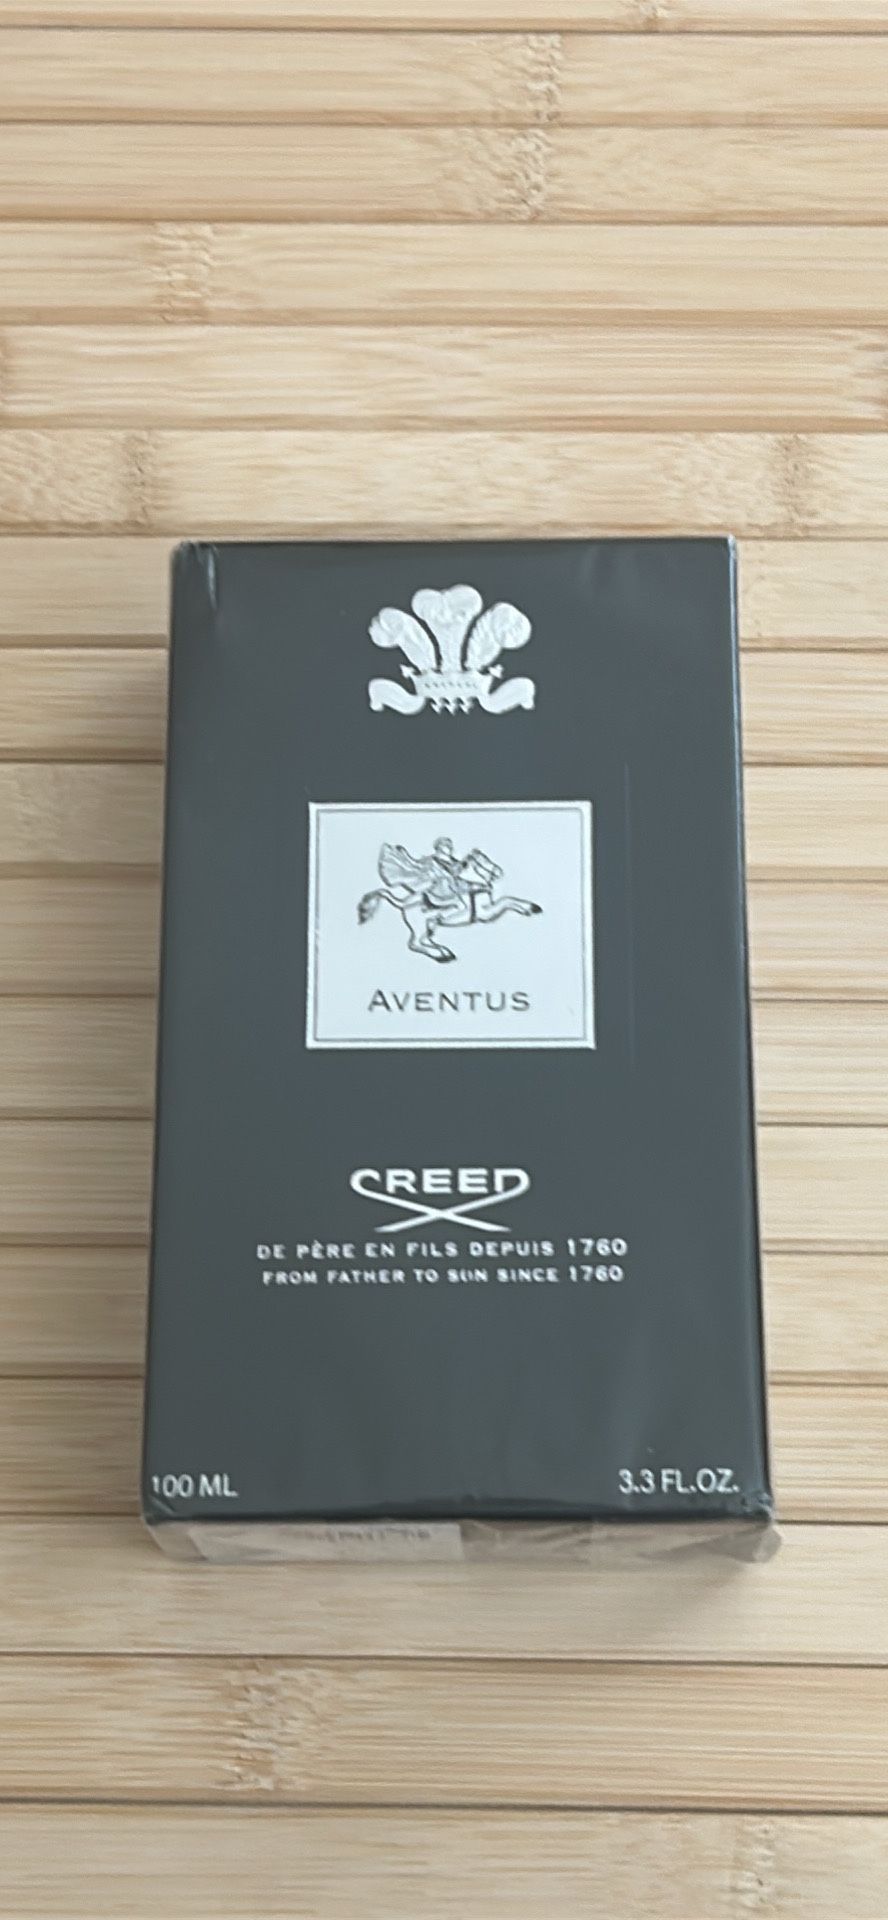 AVENTUS
CREED
DE PÈRE EN FILS DEPUIS 1760
FROM FATHER TO SON SINCE 1760
100 ML
3.3 FL.OZ.